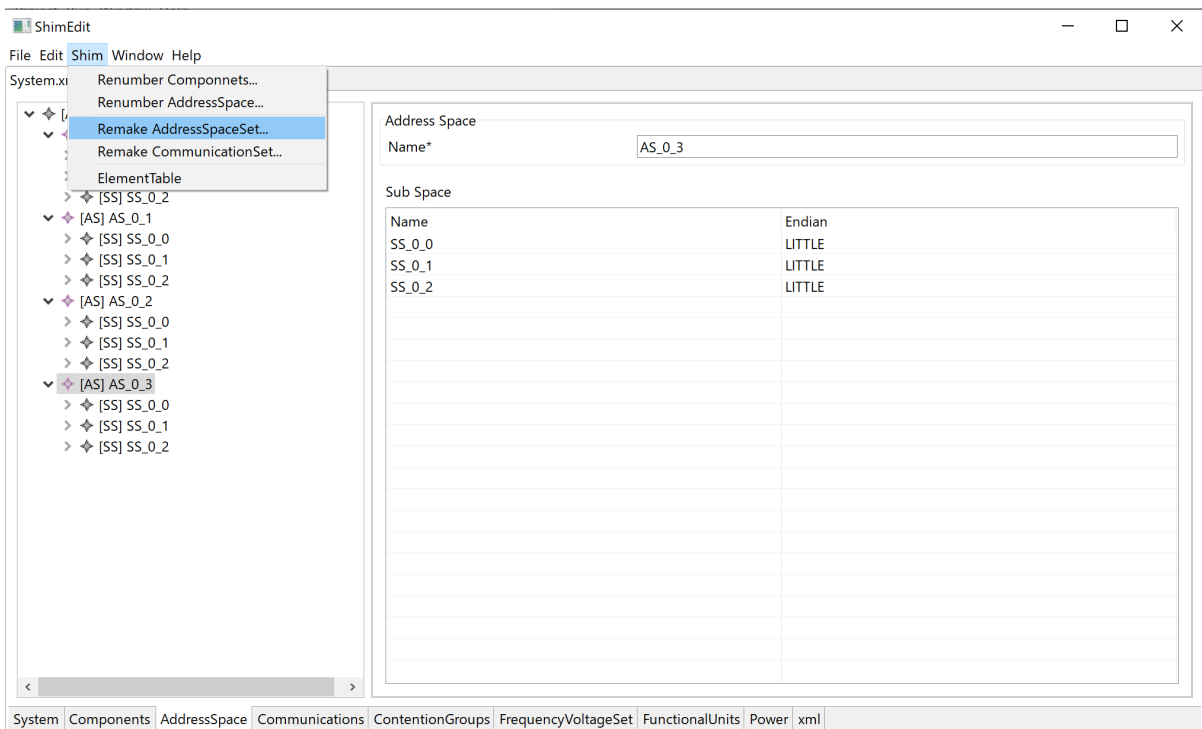 ShimEdit
File Edit Shim Window Help
System.x
Renumber Componnets...
Renumber AddressSpace...
Remake AddressSpaceSet...
Remake CommunicationSet...
ElementTable
[SS] SS_0_2
[AS] AS_0_1
[SS] SS_0_0
[SS] SS_0_1
[SS] SS_0_2
[AS] AS_0_2
[SS] SS_0_0
[SS] SS_0_1
[SS] SS_0_2
[AS] AS_0_3
[SS] SS_0_0
[SS] SS_0_1
[SS] SS_0_2
Address Space
Name* AS_0_3
Sub Space
Name Endian
SS_0_0 LITTLE
SS_0_1 LITTLE
SS_0_2 LITTLE
System Components AddressSpace Communications ContentionGroups FrequencyVoltageSet FunctionalUnits Power xml